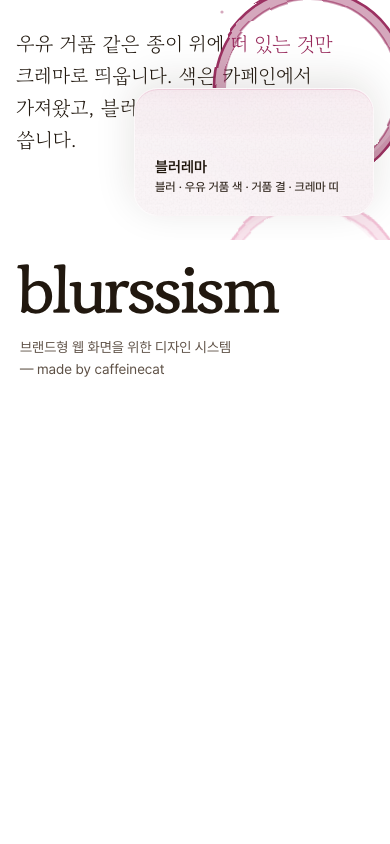 우유 거품 같은 종이 위에 떠 있는 것만
크레마로 띄웁니다. 색은 카페인에서
가져왔고, 블러
씁니다.
블러레마
블러 · 우유 거품 색 · 거품 결 · 크레마 띠
blurssism
브랜드형 웹 화면을 위한 디자인 시스템
— made by caffeinecat